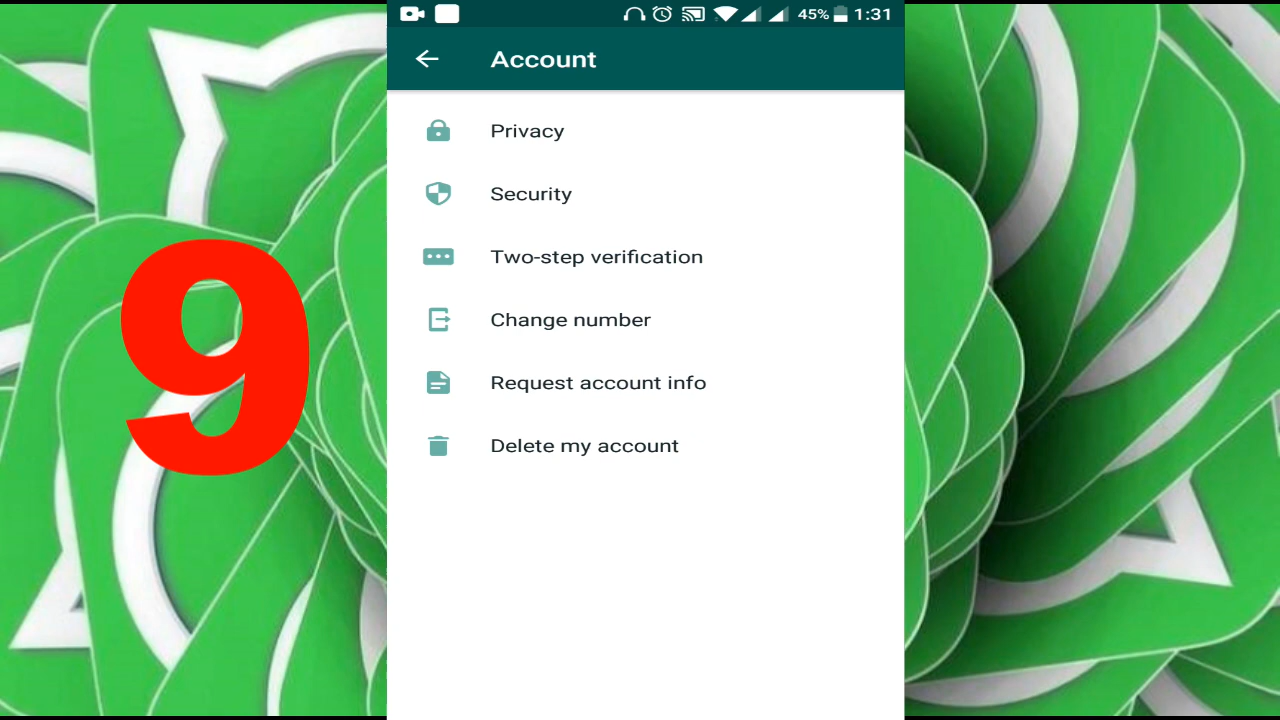 45% 1:31
Account
Privacy
Security
Two-step verification
9
Change number
Request account info
Delete my account